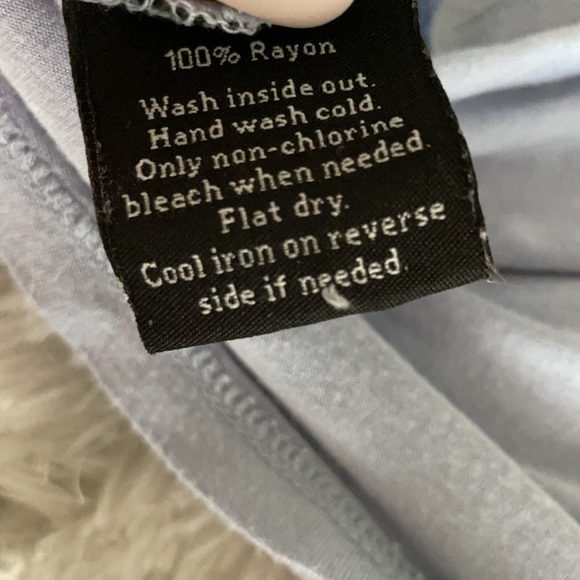 100% Rayon
Wash inside out.
Hand wash cold.
Only non-chlorine
bleach when needed.
Flat dry.
Cool iron on reverse
side if needed.